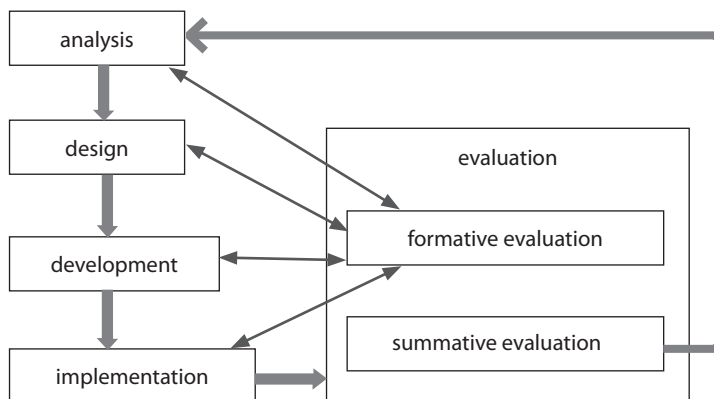 analysis
design
evaluation
formative evaluation
development
summative evaluation
implementation